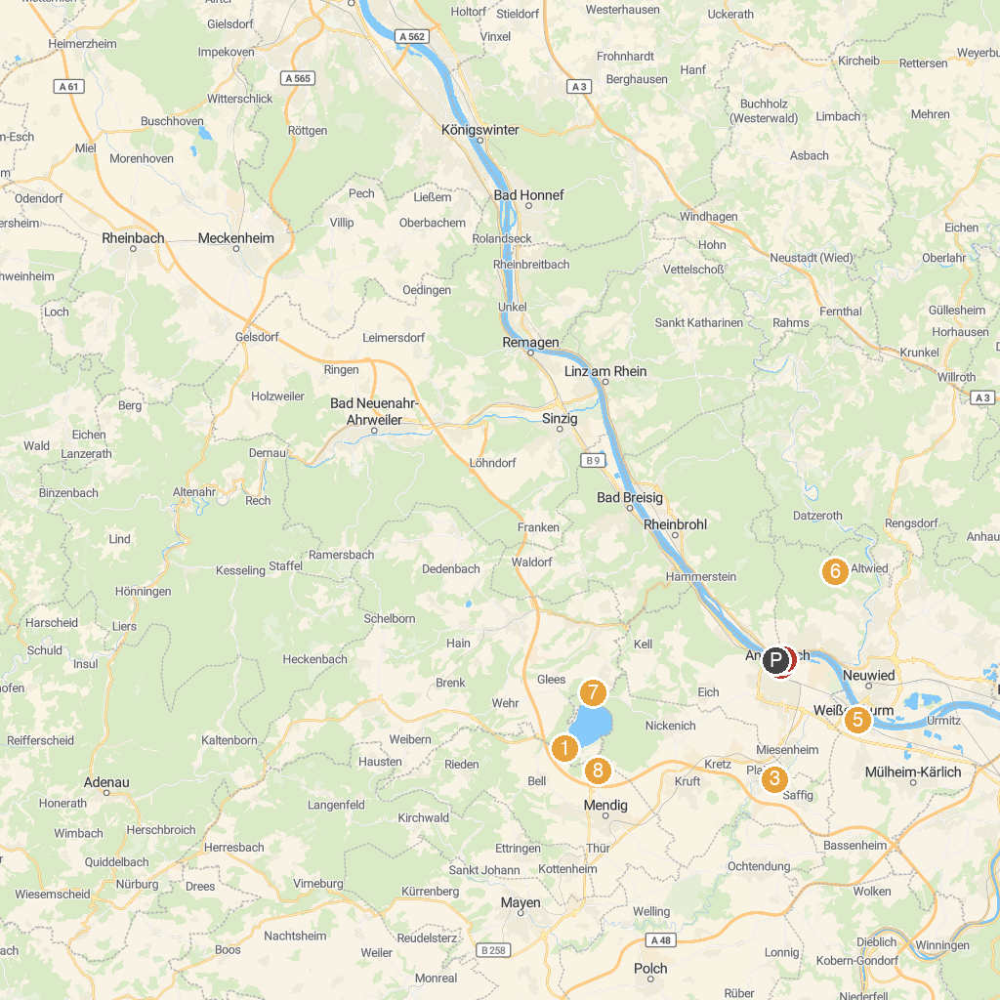 Holtorf
Stieldorf
Westerhausen
Uckerath
Gielsdorf
Heimerzheim
A 562
Vinxel
Impekoven
Frohnhardt
Kircheib
Rettersen
Weyerbu
A 61
A 565
A 3
Hanf
Berghausen
Witterschlick
Buchholz
(Westerwald)
Limbach
Mehren
Buschhoven
Röttgen
Königswinter
m-Esch
Miel
Morenhoven
Asbach
Odendorf
Pech
Ließem
Bad Honnef
Villip
Oberbachem
Windhagen
Eichen
Rheinbach
Meckenheim
Rolandseck
Hohn
Rheinbreitbach
Vettelschoß
Neustadt (Wied)
Oberlahr
Oedingen
Unkel
Loch
Sankt Katharinen
Rahms
Fernthal
Güllesheim
Gelsdorf
Leimersdorf
Remagen
Horhausen
Krunkel
Ringen
Linz am Rhein
Willroth
Holzweiler
A 3
Berg
Bad Neuenahr-
Ahrweiler
Sinzig
Eichen
Wald
Lanzerath
Dernau
Löhndorf
B 9
Binzenbach
Altenahr
Rech
Bad Breisig
Datzeroth
Rengsdorf
Lind
Franken
Rheinbrohl
Anhau
Ramersbach
Kesseling
Staffel
Dedenbach
Waldorf
Hammerstein
6
Altwied
Hönningen
Harscheid
Liers
Schelborn
Schuld
Insul
Heckenbach
Hain
Kell
P
Neuwied
Brenk
Glees
7
Eich
Wehr
5
Urmitz
Nickenich
Reifferscheid
Kaltenborn
Weibern
1
Miesenheim
Hausten
Rieden
8
Kretz
3
Adenau
Bell
Kruft
Saffig
Mülheim-Kärlich
Honerath
Langenfeld
Mendig
Wimbach
Herschbroich
Kirchwald
Herresbach
Ettringen
Thür
Bassenheim
Quiddelbach
Sankt Johann
Kottenheim
Ochtendung
Nürburg
Drees
Virneburg
Kürrenberg
Mayen
Wolken
Wiesemscheid
Welling
Nachtsheim
Reudelsterz
A 48
Dieblich
Winningen
Boos
Weiler
B 258
Lonnig
Kobern-Gondorf
Monreal
Polch
Rüber
Niederfell